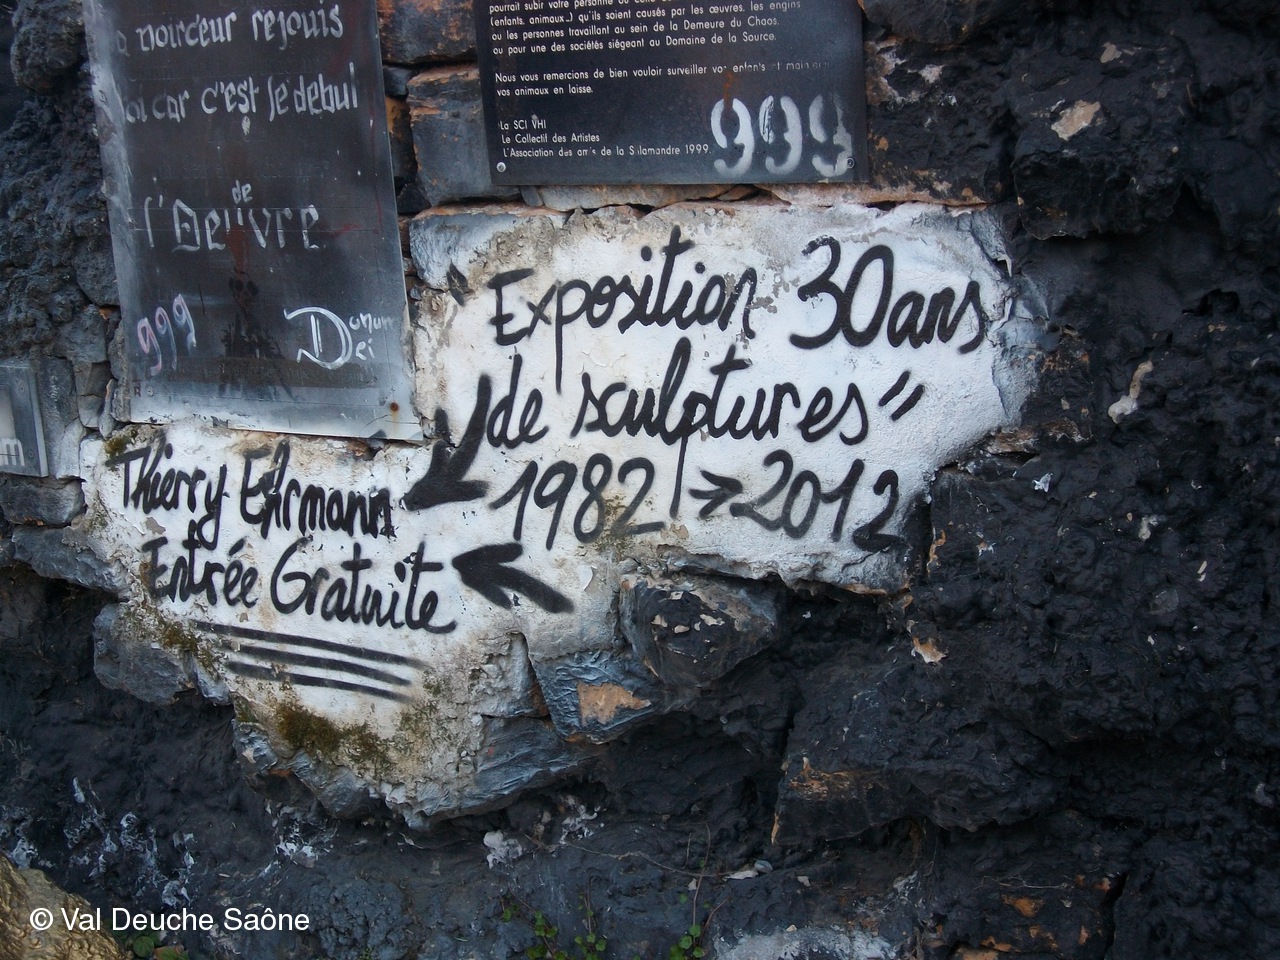 noirceur rejouis
car c'est le debut
de
l'Oeuvre
999
Donum
Dei
pourrait subir votre personne ou
(enfants, animaux..) qu'ils soient causés par les œuvres, les engins
ou les personnes travaillant au sein de la Demeure du Chaos,
ou pour une des sociétés siégeant au Domaine de la Source.
Nous vous remercions de bien vouloir surveiller vos enfants et maintenir
vos animaux en laisse.
La SCI VHI
Le Collectif des Artistes
L'Association des amis de la Salamandre 1999.
999
"Exposition 30 ans
de sculptures"
1982 > 2012
Thierry Ehrmann
Entrée Gratuite
© Val Deuche Saône